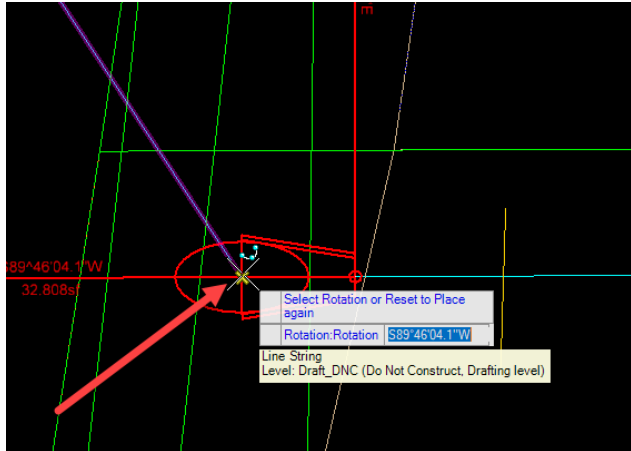 m
S89^46'04.1"W
32.808s
Select Rotation or Reset to Place
again
Rotation:Rotation S89°46'04.1"W
Line String
Level: Draft_DNC (Do Not Construct, Drafting level)